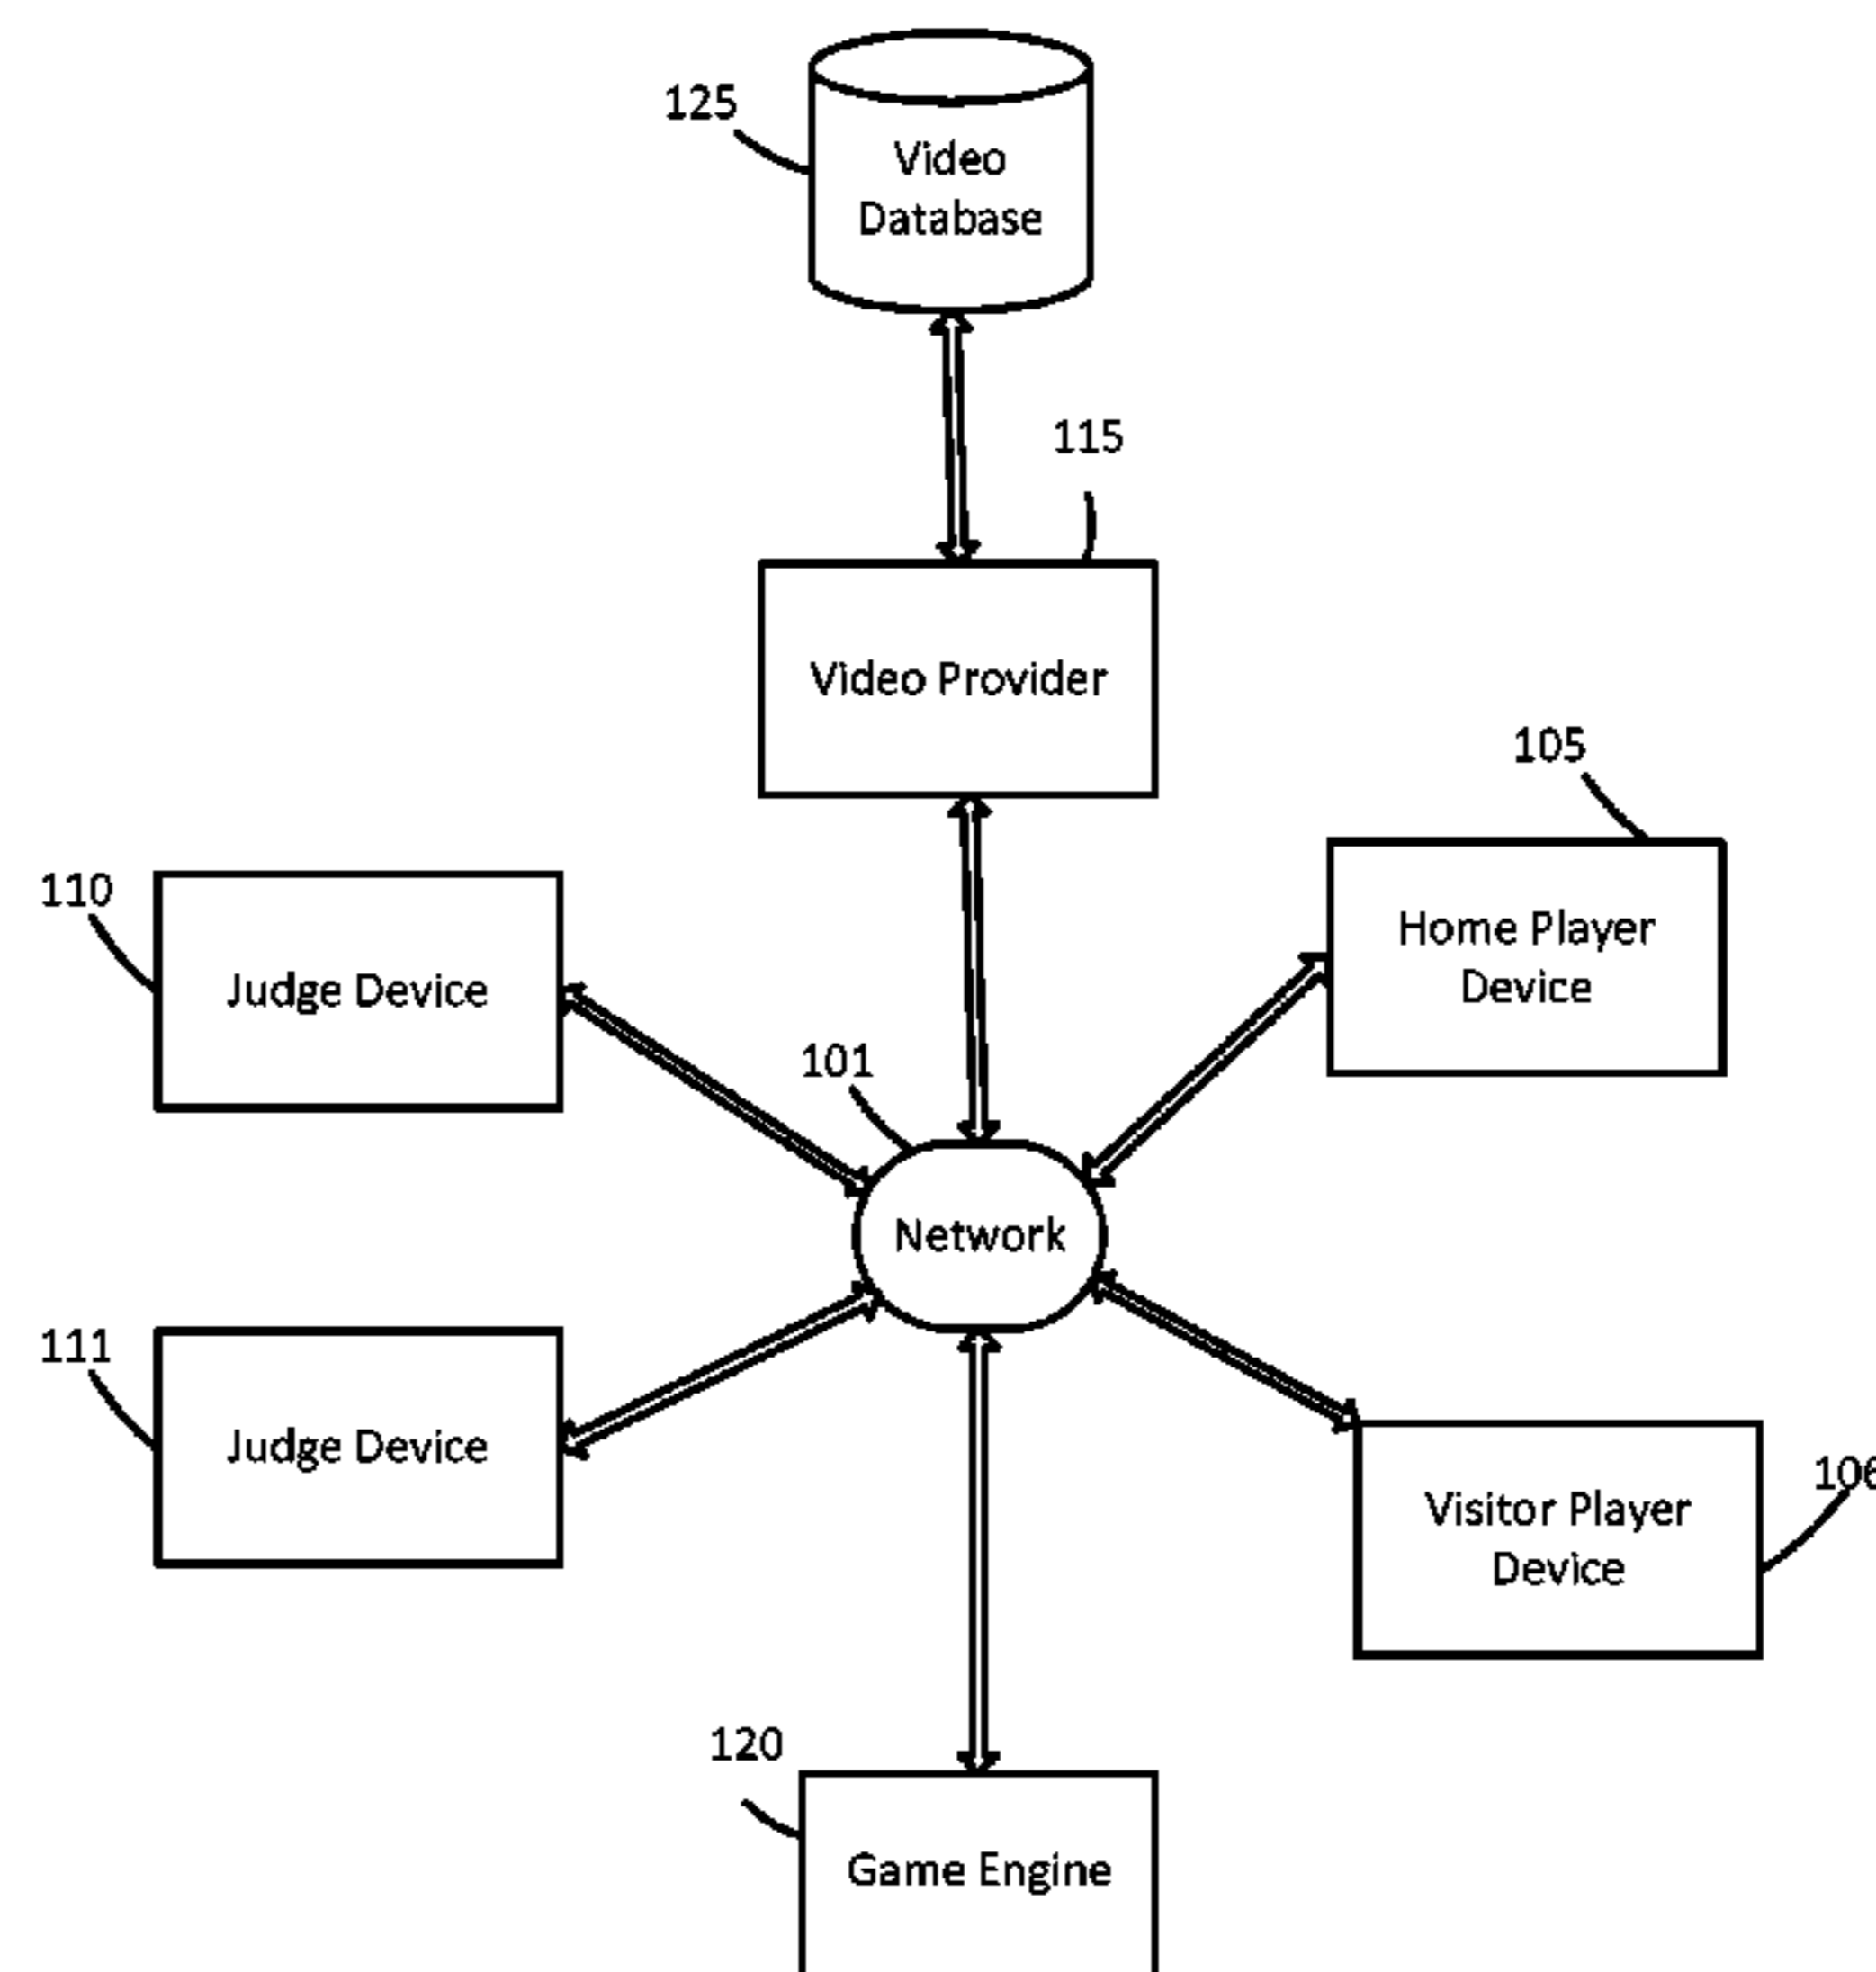 125
Video
Database
115
Video Provider
105
Home Player
Device
110
Judge Device
101
Network
111
Judge Device
106
Visitor Player
Device
120
Game Engine